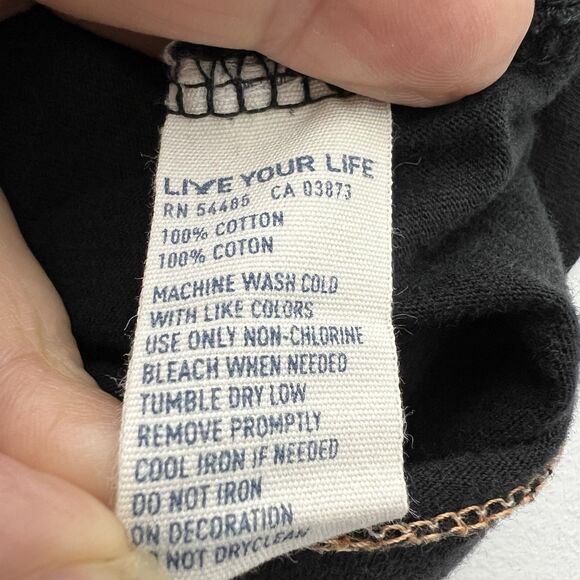 LIVE YOUR LIFE
RN 54485 CA 03873
100% COTTON
100% COTON
MACHINE WASH COLD
WITH LIKE COLORS
USE ONLY NON-CHLORINE
BLEACH WHEN NEEDED
TUMBLE DRY LOW
REMOVE PROMPTLY
COOL IRON IF NEEDED
DO NOT IRON
ON DECORATION
DO NOT DRYCLEAN